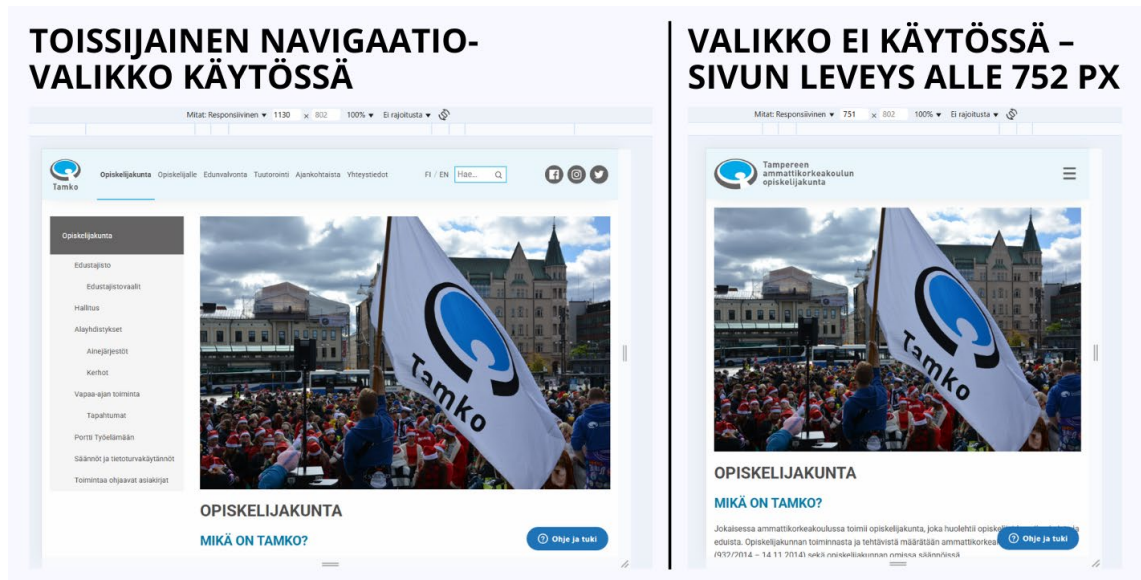 TOISSIJAINEN NAVIGAATIO-
VALIKKO KÄYTÖSSÄ
Mitat: Responsiivinen ▼ 1130 x 802 100% ▼ Ei rajoitusta ▼
Tamko
Opiskelijakunta Opiskelijalle Edunvalvonta Tuutorointi Ajankohtaista Yhteystiedot FI / EN Hae...
Opiskelijakunta
Edustajisto
Edustajistovaalit
Hallitus
Alayhdistykset
Ainejärjestöt
Kerhot
Vapaa-ajan toiminta
Tapahtumat
Portti Työelämään
Säännöt ja tietoturvakäytännöt
Toimintaa ohjaavat asiakirjat
Tamko
OPISKELIJAKUNTA
MIKÄ ON TAMKO?
Ohje ja tuki
VALIKKO EI KÄYTÖSSÄ –
SIVUN LEVEYS ALLE 752 PX
Mitat: Responsiivinen ▼ 751 x 802 100% ▼ Ei rajoitusta ▼
Tampereen
ammattikorkeakoulun
opiskelijakunta
Tamko
OPISKELIJAKUNTA
MIKÄ ON TAMKO?
Jokaisessa ammattikorkeakoulussa toimii opiskelijakunta, joka huolehtii
eduista. Opiskelijakunnan toiminnasta ja tehtävistä määrätään
(932/2014 – 14.11.2014) sekä opiskelijakunnan omissa säännöissä.
Ohje ja tuki